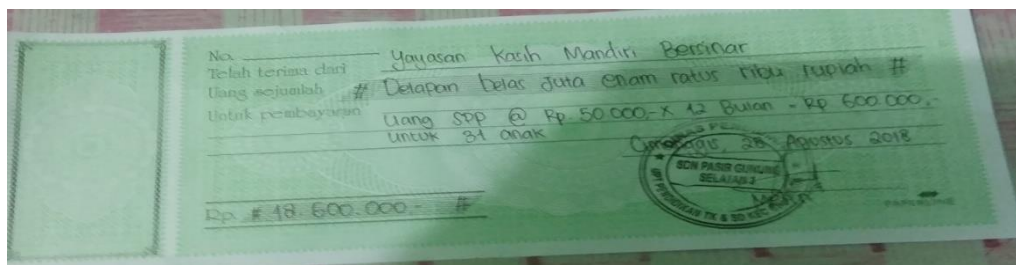 No.
Telah terima dari Yayasan Kasih Mandiri Bersinar
Uang sejumlah # Delapan belas Juta enam ratus ribu rupiah #
Untuk pembayaran Uang SPP @ Rp. 50.000,- X 12 Bulan = Rp 600.000,-
Untuk 31 anak
28 Agustus 2018
SDN PASIR GUNUNG
SELATAN 2
Rp. # 18.600.000,- #
PAPERLINE